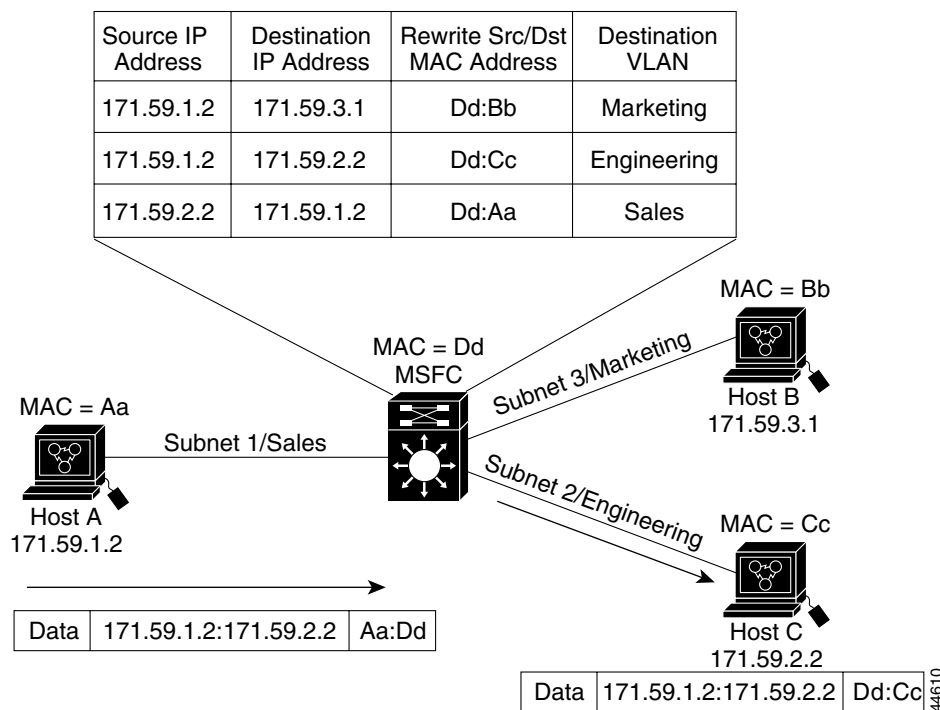 Source IP Address
Destination IP Address
Rewrite Src/Dst MAC Address
Destination VLAN
171.59.1.2 171.59.3.1 Dd:Bb Marketing
171.59.1.2 171.59.2.2 Dd:Cc Engineering
171.59.2.2 171.59.1.2 Dd:Aa Sales
MAC = Bb
MAC = Dd
MSFC
Subnet 3/Marketing
Host B
171.59.3.1
MAC = Aa
Subnet 1/Sales
Host A
171.59.1.2
Subnet 2/Engineering
MAC = Cc
Host C
171.59.2.2
Data 171.59.1.2:171.59.2.2 Aa:Dd
Data 171.59.1.2:171.59.2.2 Dd:Cc
44610